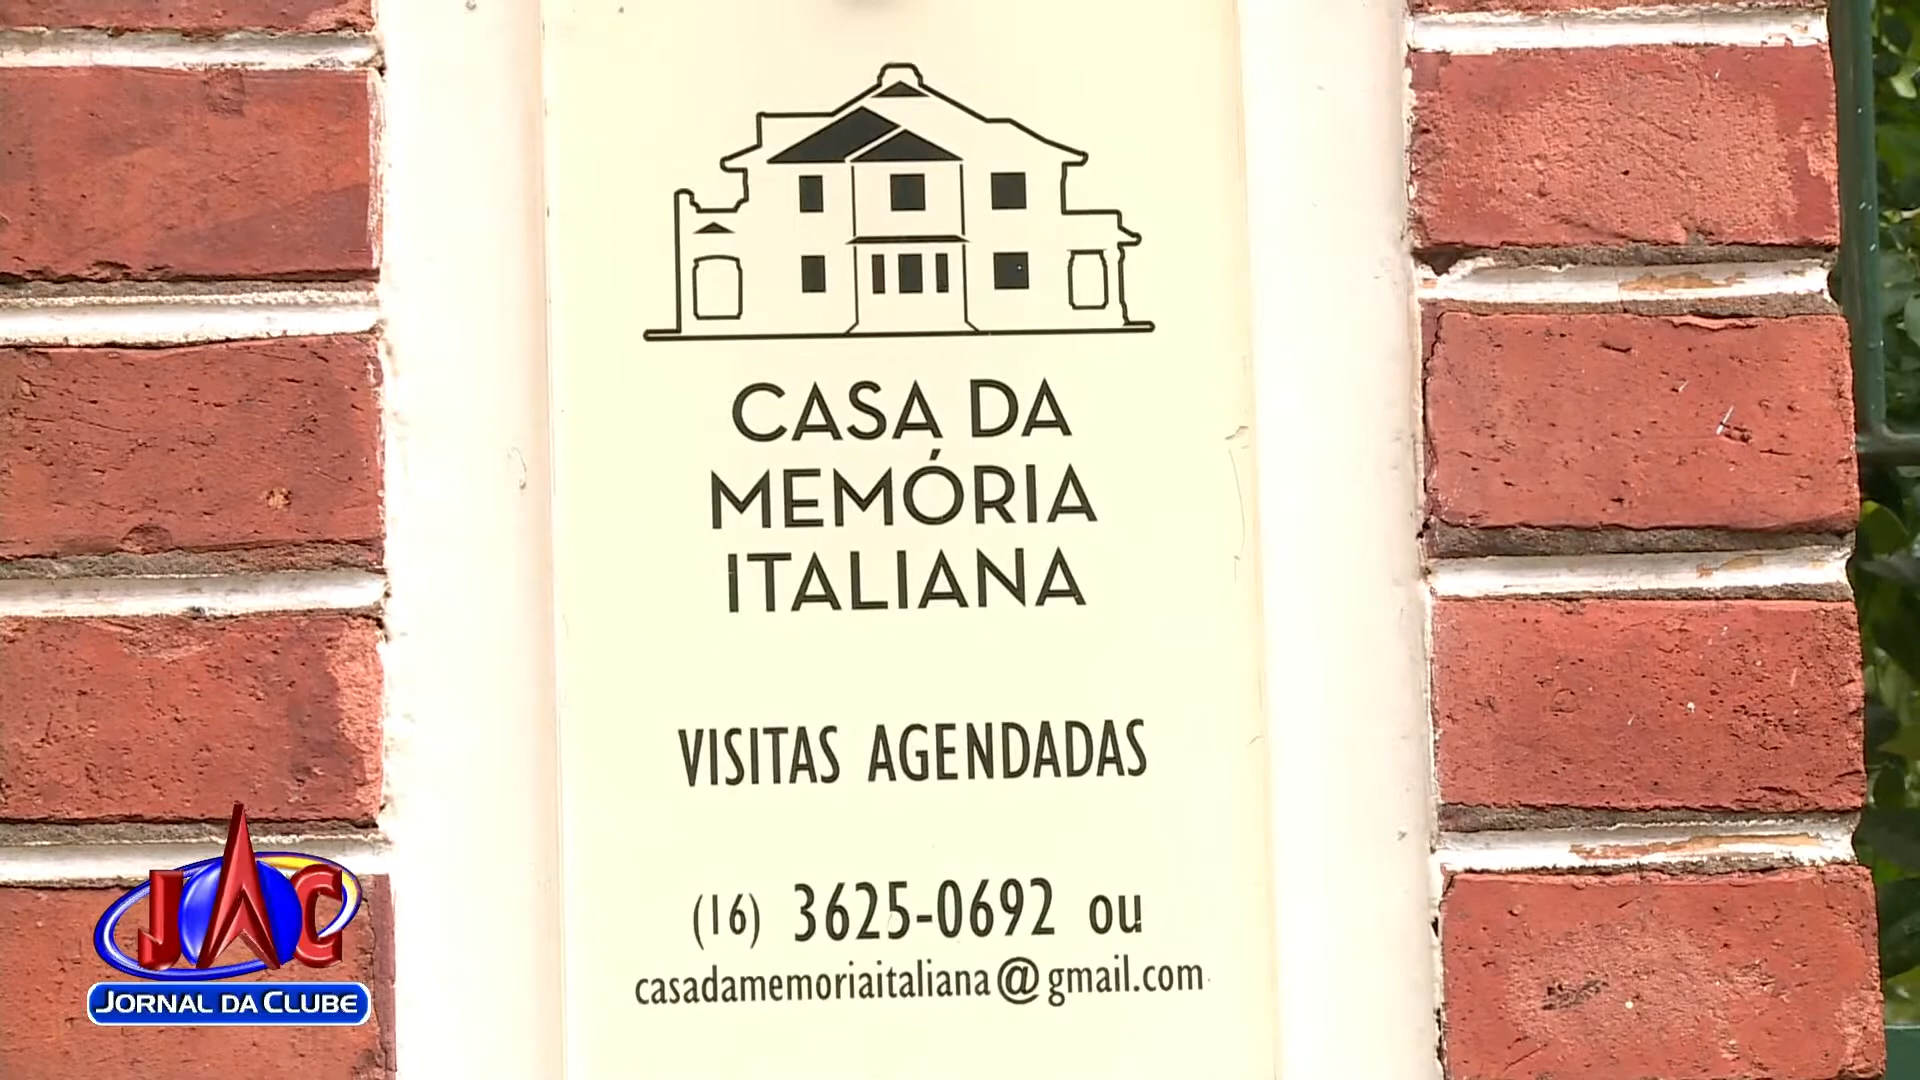 CASA DA
MEMÓRIA
ITALIANA
VISITAS AGENDADAS
(16) 3625-0692 ou
casadamemoriaitaliana@gmail.com
JAC
JORNAL DA CLUBE